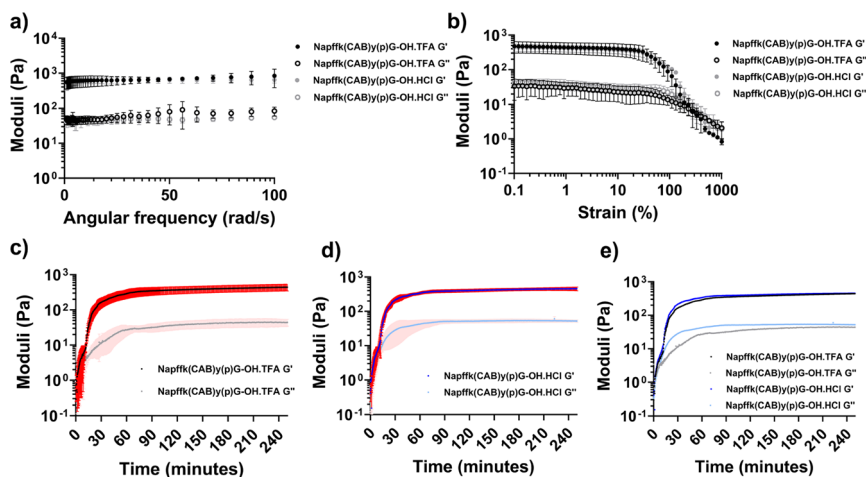 a)
Moduli (Pa)
10⁴
10³
10²
10¹
10⁰
0
50
100
Angular frequency (rad/s)
Napffk(CAB)y(p)G-OH.TFA G'
Napffk(CAB)y(p)G-OH.TFA G"
Napffk(CAB)y(p)G-OH.HCl G'
Napffk(CAB)y(p)G-OH.HCl G"
b)
Moduli (Pa)
10³
10²
10¹
10⁰
10⁻¹
0.1
1
10
100
1000
Strain (%)
Napffk(CAB)y(p)G-OH.TFA G'
Napffk(CAB)y(p)G-OH.TFA G"
Napffk(CAB)y(p)G-OH.HCl G'
Napffk(CAB)y(p)G-OH.HCl G"
c)
Moduli (Pa)
10³
10²
10¹
10⁰
10⁻¹
Napffk(CAB)y(p)G-OH.TFA G'
Napffk(CAB)y(p)G-OH.TFA G"
0 30 60 90 120 150 180 210 240
Time (minutes)
d)
Moduli (Pa)
10³
10²
10¹
10⁰
10⁻¹
Napffk(CAB)y(p)G-OH.HCl G'
Napffk(CAB)y(p)G-OH.HCl G"
0 30 60 90 120 150 180 210 240
Time (minutes)
e)
Moduli (Pa)
10³
10²
10¹
10⁰
10⁻¹
Napffk(CAB)y(p)G-OH.TFA G'
Napffk(CAB)y(p)G-OH.TFA G"
Napffk(CAB)y(p)G-OH.HCl G'
Napffk(CAB)y(p)G-OH.HCl G"
0 30 60 90 120 150 180 210 240
Time (minutes)